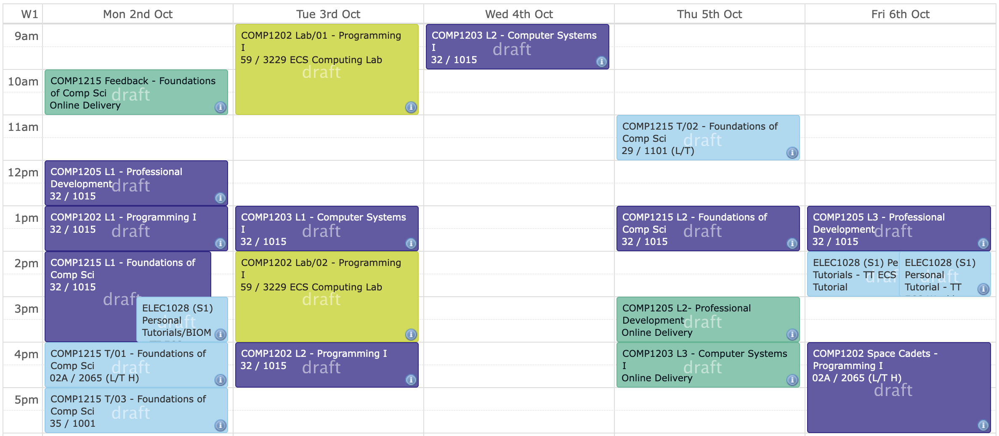 W1
Mon 2nd Oct
Tue 3rd Oct
Wed 4th Oct
Thu 5th Oct
Fri 6th Oct
9am
10am
11am
12pm
1pm
2pm
3pm
4pm
5pm
COMP1215 Feedback - Foundations
of Comp Sci
Online Delivery
draft
COMP1205 L1 - Professional
Development
32 / 1015
draft
COMP1202 L1 - Programming I
32 / 1015
draft
COMP1215 L1 - Foundations of
Comp Sci
32 / 1015
draft
ELEC1028 (S1)
Personal
Tutorials/BIOM
draft
COMP1215 T/01 - Foundations of
Comp Sci
02A / 2065 (L/T H)
draft
COMP1215 T/03 - Foundations of
Comp Sci
35 / 1001
draft
COMP1202 Lab/01 - Programming
I
59 / 3229 ECS Computing Lab
draft
COMP1203 L1 - Computer Systems
I
32 / 1015
draft
COMP1202 Lab/02 - Programming
I
59 / 3229 ECS Computing Lab
draft
COMP1202 L2 - Programming I
32 / 1015
draft
COMP1203 L2 - Computer Systems
I
32 / 1015
draft
COMP1215 T/02 - Foundations of
Comp Sci
29 / 1101 (L/T)
draft
COMP1215 L2 - Foundations of
Comp Sci
32 / 1015
draft
COMP1205 L2- Professional
Development
Online Delivery
draft
COMP1203 L3 - Computer Systems
I
Online Delivery
draft
COMP1205 L3 - Professional
Development
32 / 1015
draft
ELEC1028 (S1) Pe
Tutorials - TT ECS
Tutorial
ELEC1028 (S1)
Personal
Tutorial - TT
draft
COMP1202 Space Cadets -
Programming I
02A / 2065 (L/T H)
draft